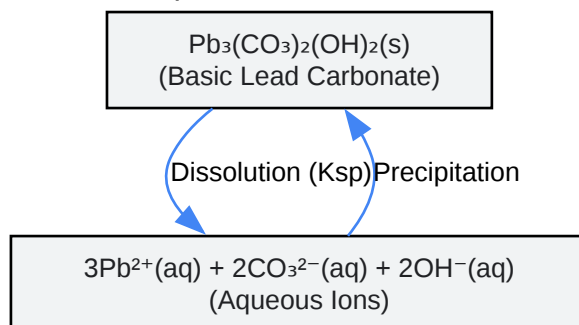 Pb₃(CO₃)₂(OH)₂(s)
(Basic Lead Carbonate)
Dissolution (Ksp)
Precipitation
3Pb²⁺(aq) + 2CO₃²⁻(aq) + 2OH⁻(aq)
(Aqueous Ions)